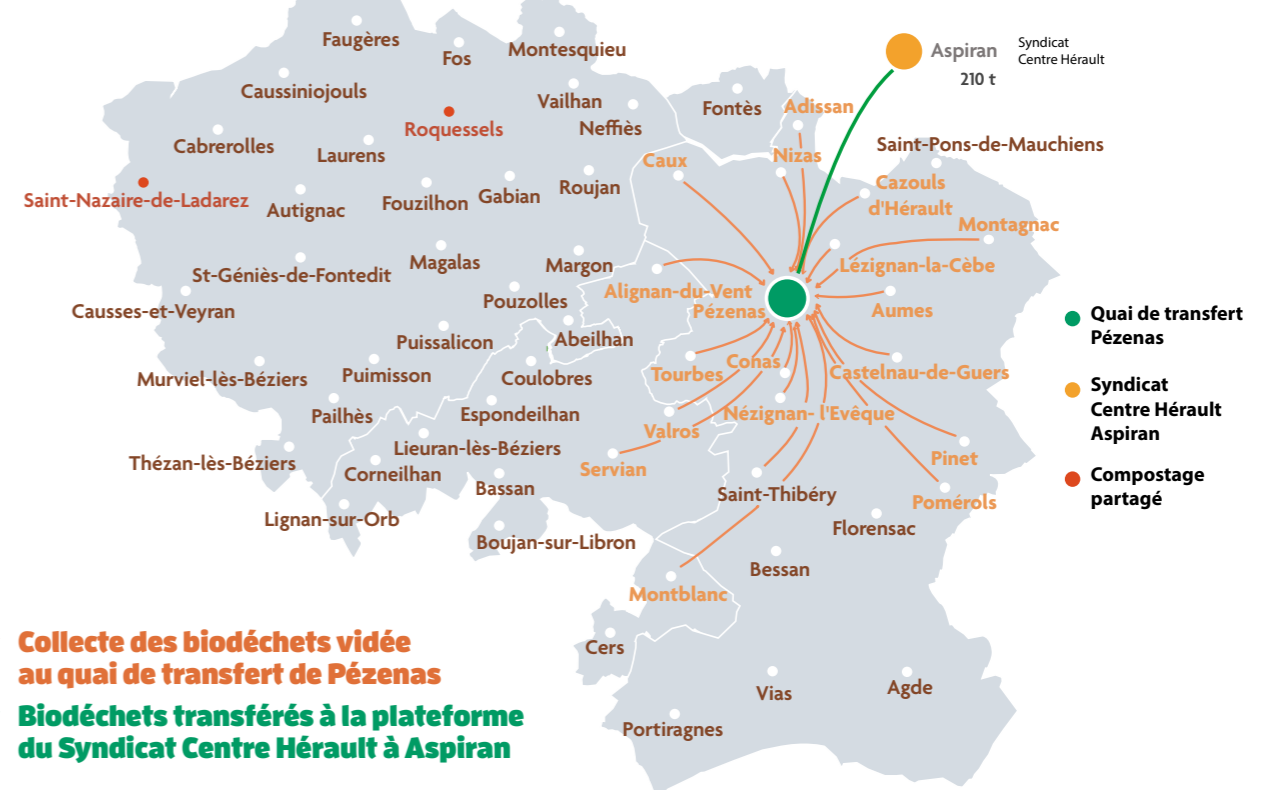 Faugères
Fos
Montesquieu
Aspiran
210 t
Syndicat
Centre Hérault
Caussiniojouls
Vailhan
Neffiès
Fontès
Adissan
Roquessels
Cabrerolles
Laurens
Caux
Nizas
Saint-Pons-de-Mauchiens
Cazouls
d'Hérault
Saint-Nazaire-de-Ladarez
Autignac
Fouzilhon
Gabian
Roujan
Montagnac
St-Géniès-de-Fontedit
Magalas
Margon
Lézignan-la-Cèbe
Causses-et-Veyran
Pouzolles
Alignan-du-Vent
Pézenas
Aumes
Puissalicon
Abeilhan
Murviel-lès-Béziers
Puimisson
Coulobres
Tourbes
Conas
Castelnau-de-Guers
Pailhès
Espondeilhan
Nézignan- l'Evêque
Valros
Thézan-lès-Béziers
Lieuran-lès-Béziers
Corneilhan
Servian
Pinet
Bassan
Saint-Thibéry
Pomérols
Lignan-sur-Orb
Boujan-sur-Libron
Florensac
Bessan
Montblanc
Cers
Vias
Agde
Portiragnes
Quai de transfert
Pézenas
Syndicat
Centre Hérault
Aspiran
Compostage
partagé
Collecte des biodéchets vidée
au quai de transfert de Pézenas
Biodéchets transférés à la plateforme
du Syndicat Centre Hérault à Aspiran